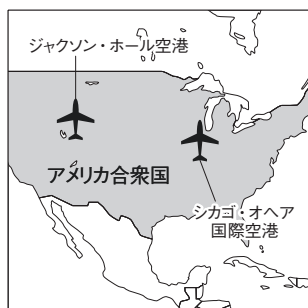 ジャクソン・ホール空港
アメリカ合衆国
シカゴ・オヘア
国際空港